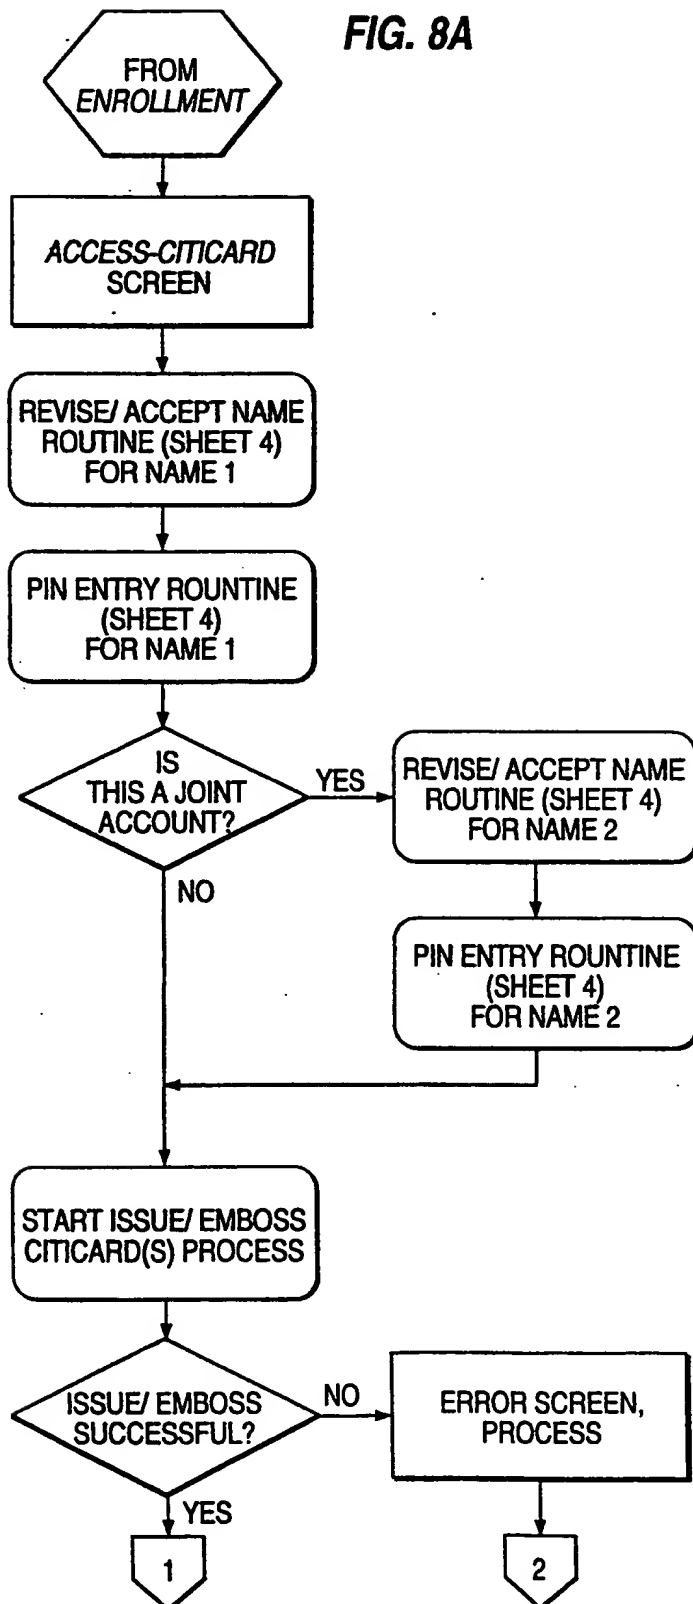 FIG. 8A
FROM
ENROLLMENT
ACCESS-CITICARD
SCREEN
REVISE/ ACCEPT NAME
ROUTINE (SHEET 4)
FOR NAME 1
PIN ENTRY ROUNTINE
(SHEET 4)
FOR NAME 1
IS
THIS A JOINT
ACCOUNT?
YES
REVISE/ ACCEPT NAME
ROUTINE (SHEET 4)
FOR NAME 2
NO
PIN ENTRY ROUNTINE
(SHEET 4)
FOR NAME 2
START ISSUE/ EMBOSS
CITICARD(S) PROCESS
ISSUE/ EMBOSS
SUCCESSFUL?
NO
ERROR SCREEN,
PROCESS
YES
1
2